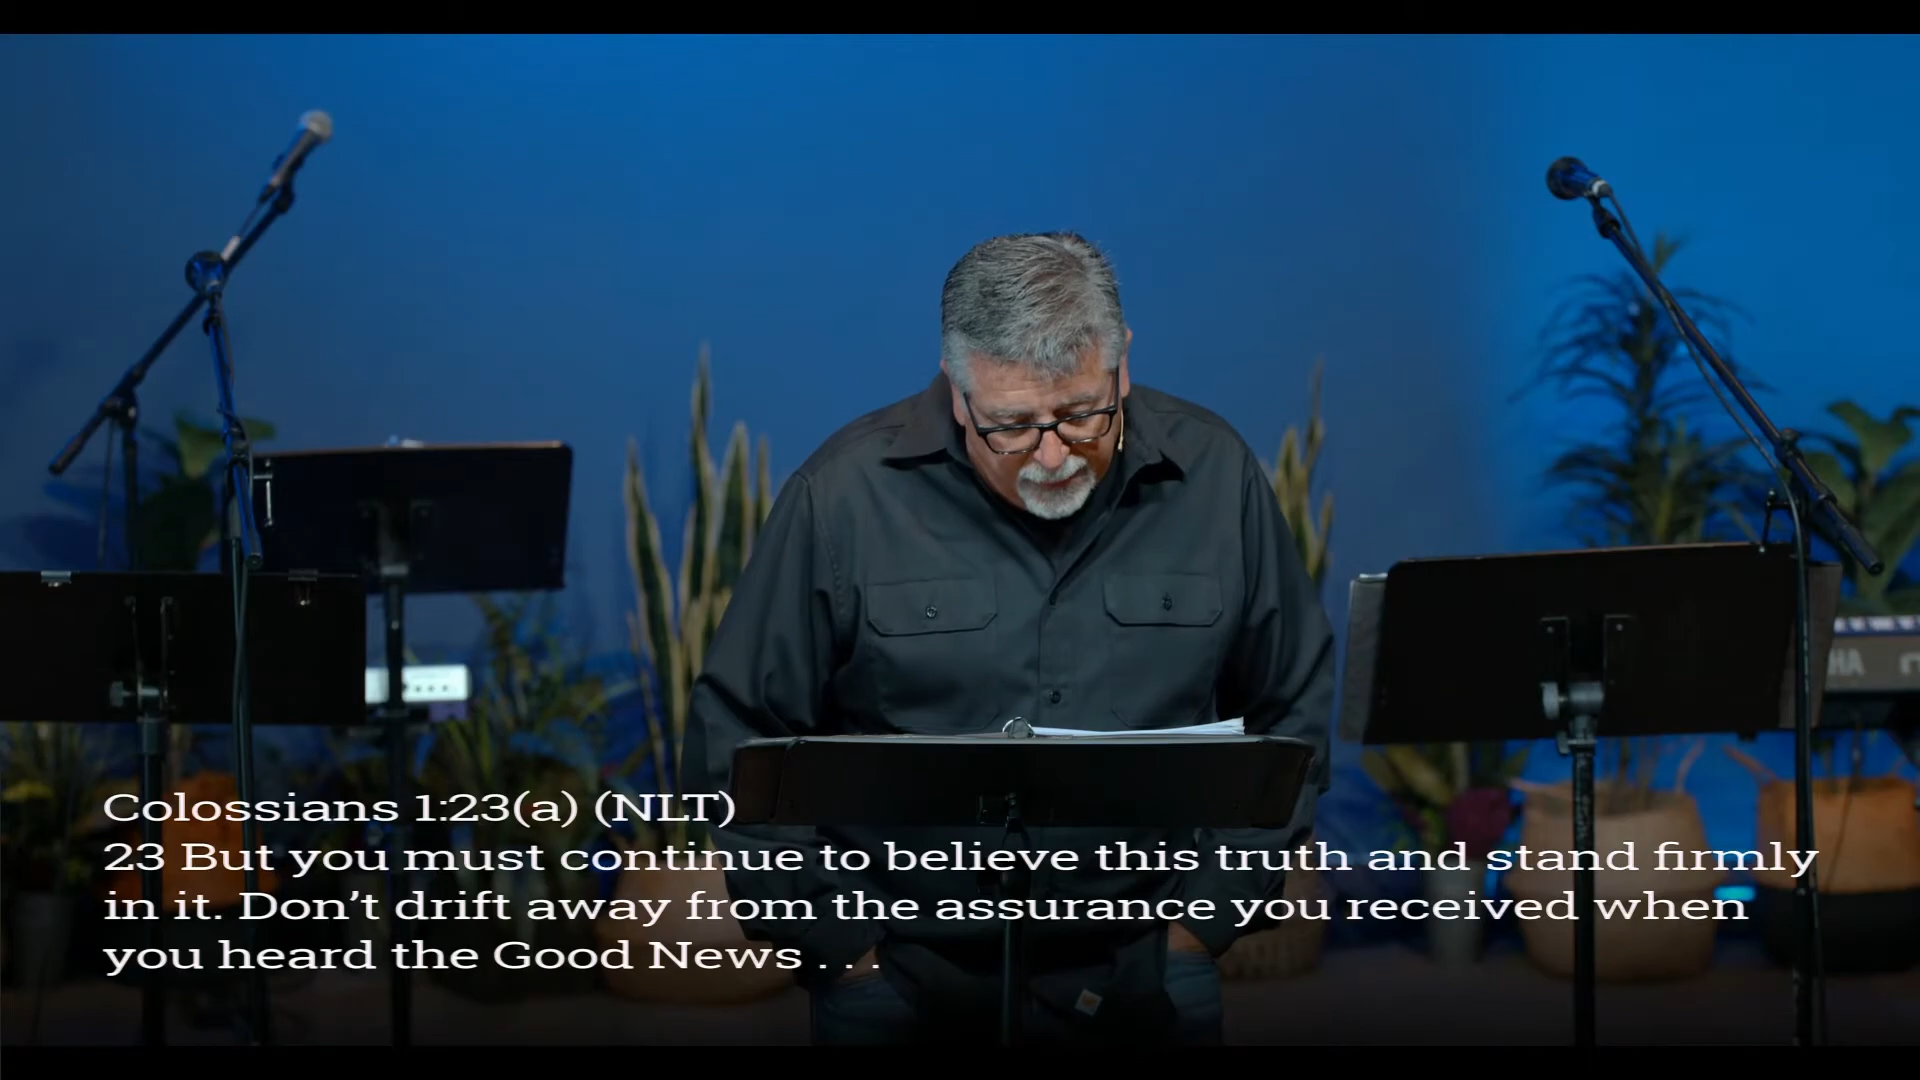 Colossians 1:23(a) (NLT)
23 But you must continue to believe this truth and stand firmly
in it. Don’t drift away from the assurance you received when
you heard the Good News . . .
HA